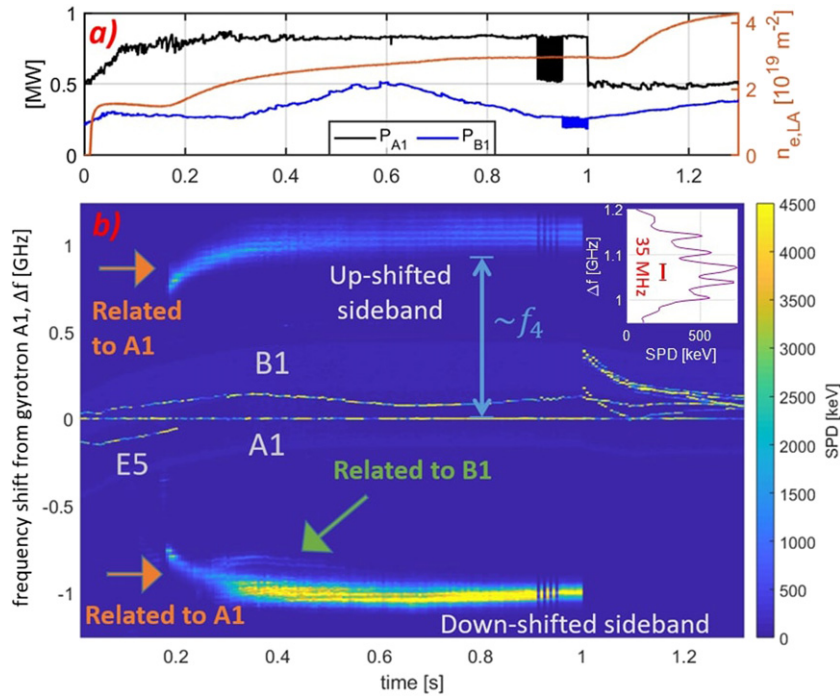 a)
1
0.5
0
[MW]
P_A1 P_B1
4
2
0
n_e,LA [10^19 m^-2]
0 0.2 0.4 0.6 0.8 1 1.2
b)
frequency shift from gyrotron A1, Δf [GHz]
1
0.5
0
-0.5
-1
Related
to A1
Up-shifted
sideband
~f_4
B1
A1
E5
Related to B1
Related to A1
Down-shifted sideband
1.2
1.1
1
Δf [GHz]
35 MHz
0 500
SPD [keV]
4500
4000
3500
3000
2500
2000
1500
1000
500
0
SPD [keV]
0.2 0.4 0.6 0.8 1 1.2
time [s]